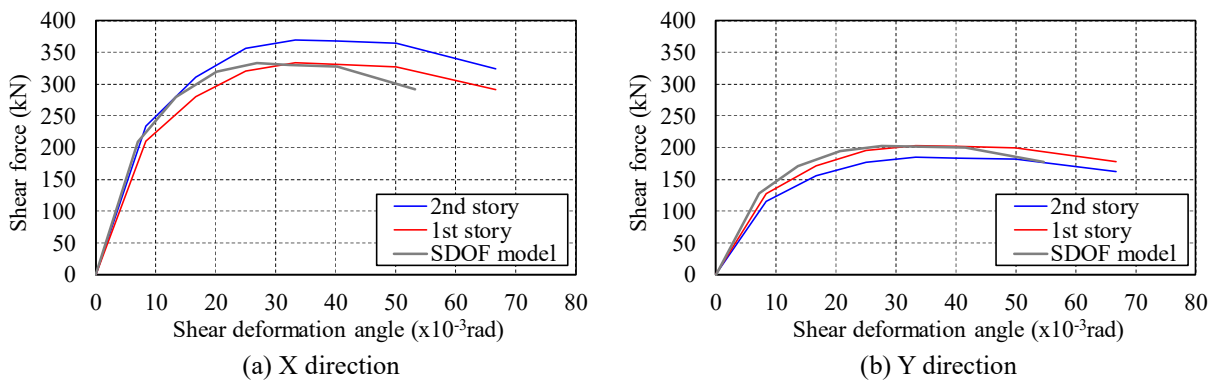 400
350
300
250
200
150
100
50
0
Shear force (kN)
2nd story
1st story
SDOF model
0 10 20 30 40 50 60 70 80
Shear deformation angle (x10⁻³rad)
(a) X direction
400
350
300
250
200
150
100
50
0
Shear force (kN)
2nd story
1st story
SDOF model
0 10 20 30 40 50 60 70 80
Shear deformation angle (x10⁻³rad)
(b) Y direction